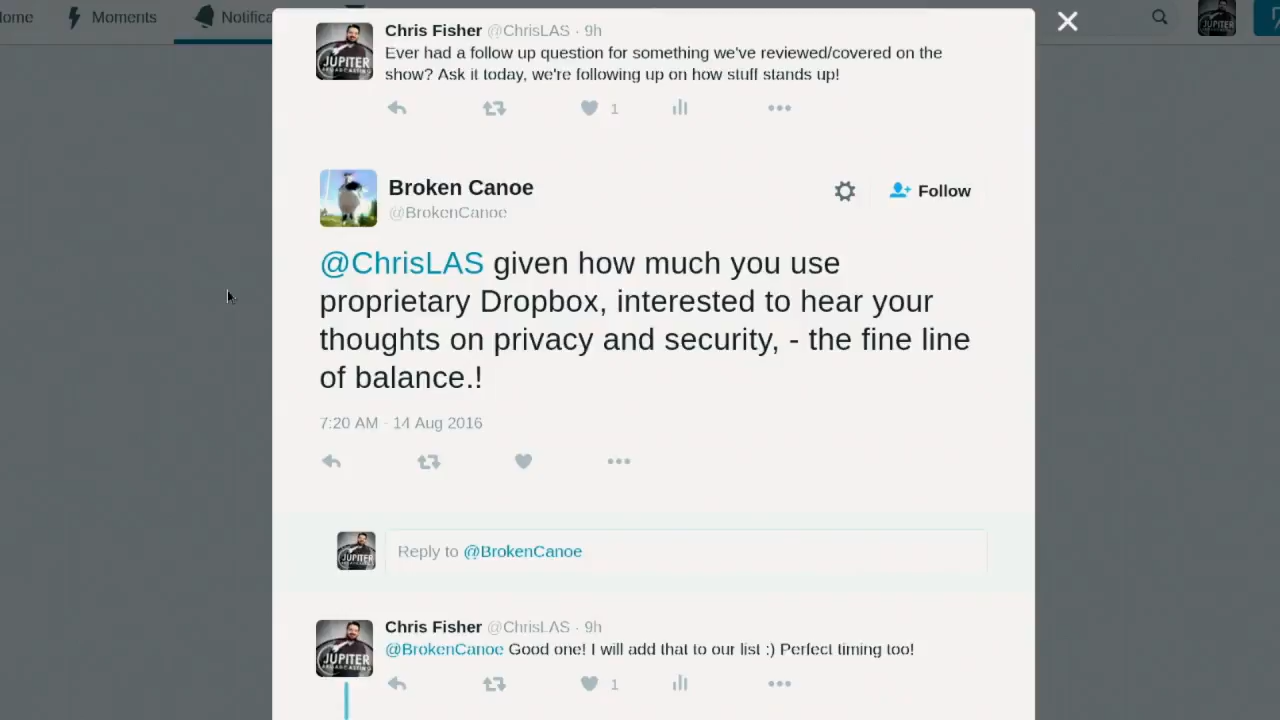 Home
Moments
Notifica
Chris Fisher @ChrisLAS · 9h
Ever had a follow up question for something we've reviewed/covered on the
show? Ask it today, we're following up on how stuff stands up!
1
Broken Canoe
@BrokenCanoe
Follow
@ChrisLAS given how much you use
proprietary Dropbox, interested to hear your
thoughts on privacy and security, - the fine line
of balance.!
7:20 AM - 14 Aug 2016
Reply to @BrokenCanoe
Chris Fisher @ChrisLAS · 9h
@BrokenCanoe Good one! I will add that to our list :) Perfect timing too!
1
JUPITER
BROADCASTING